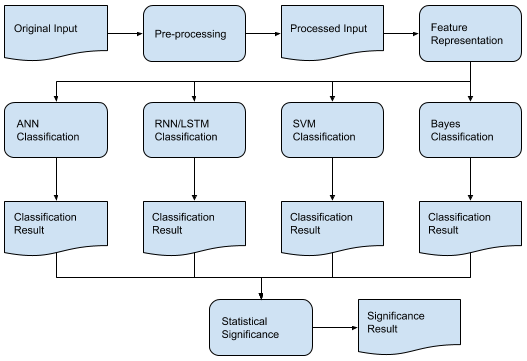 Original Input
Pre-processing
Processed Input
Feature
Representation
ANN
Classification
RNN/LSTM
Classification
SVM
Classification
Bayes
Classification
Classification
Result
Classification
Result
Classification
Result
Classification
Result
Statistical
Significance
Significance
Result